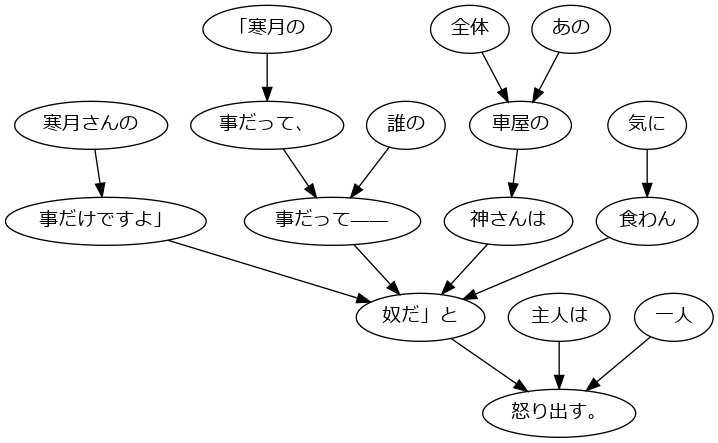 「寒月の
全体
あの
寒月さんの
事だって、
誰の
車屋の
気に
事だけですよ」
事だって――
神さんは
食わん
奴だ」と
主人は
一人
怒り出す。